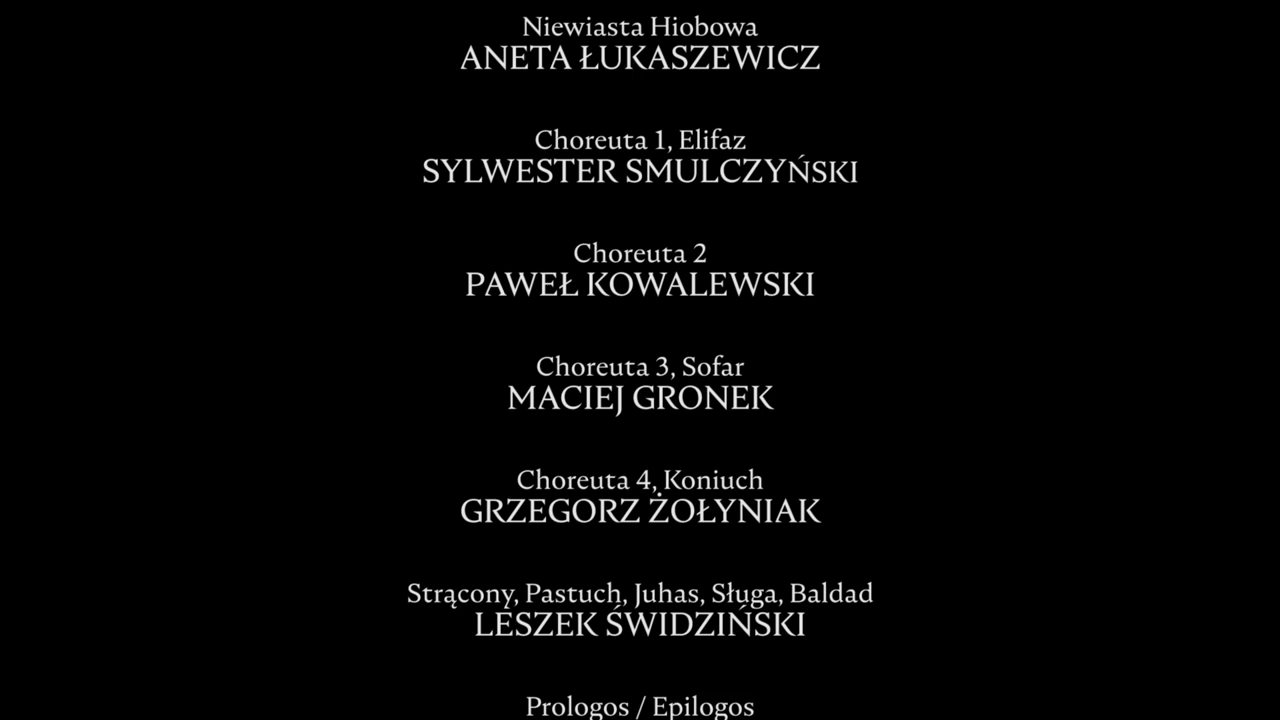 Niewiasta Hiobowa
ANETA ŁUKASZEWICZ
Choreuta 1, Elifaz
SYLWESTER SMULCZYŃSKI
Choreuta 2
PAWEŁ KOWALEWSKI
Choreuta 3, Sofar
MACIEJ GRONEK
Choreuta 4, Koniuch
GRZEGORZ ŻOŁYNIAK
Strącony, Pastuch, Juhas, Sługa, Baldad
LESZEK ŚWIDZIŃSKI
Prologos / Epilogos